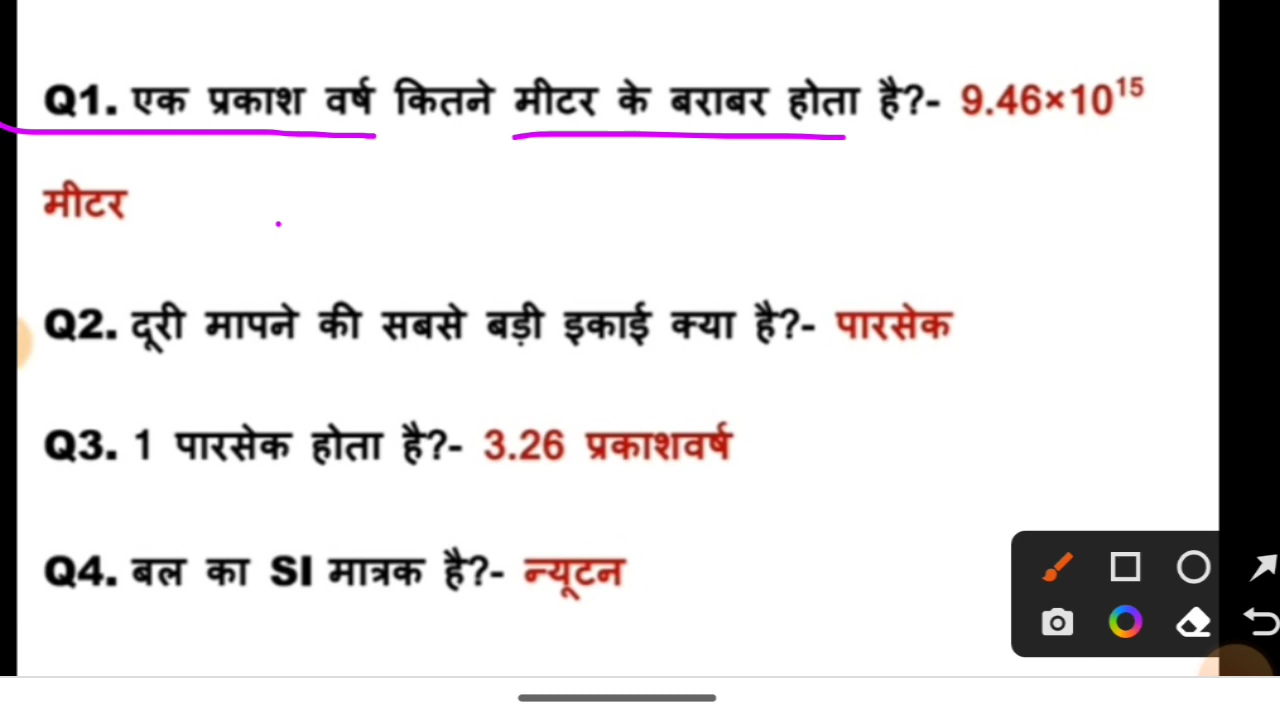 Q1. एक प्रकाश वर्ष कितने मीटर के बराबर होता है?- 9.46×10¹⁵
मीटर
Q2. दूरी मापने की सबसे बड़ी इकाई क्या है?- पारसेक
Q3. 1 पारसेक होता है?- 3.26 प्रकाशवर्ष
Q4. बल का SI मात्रक है?- न्यूटन